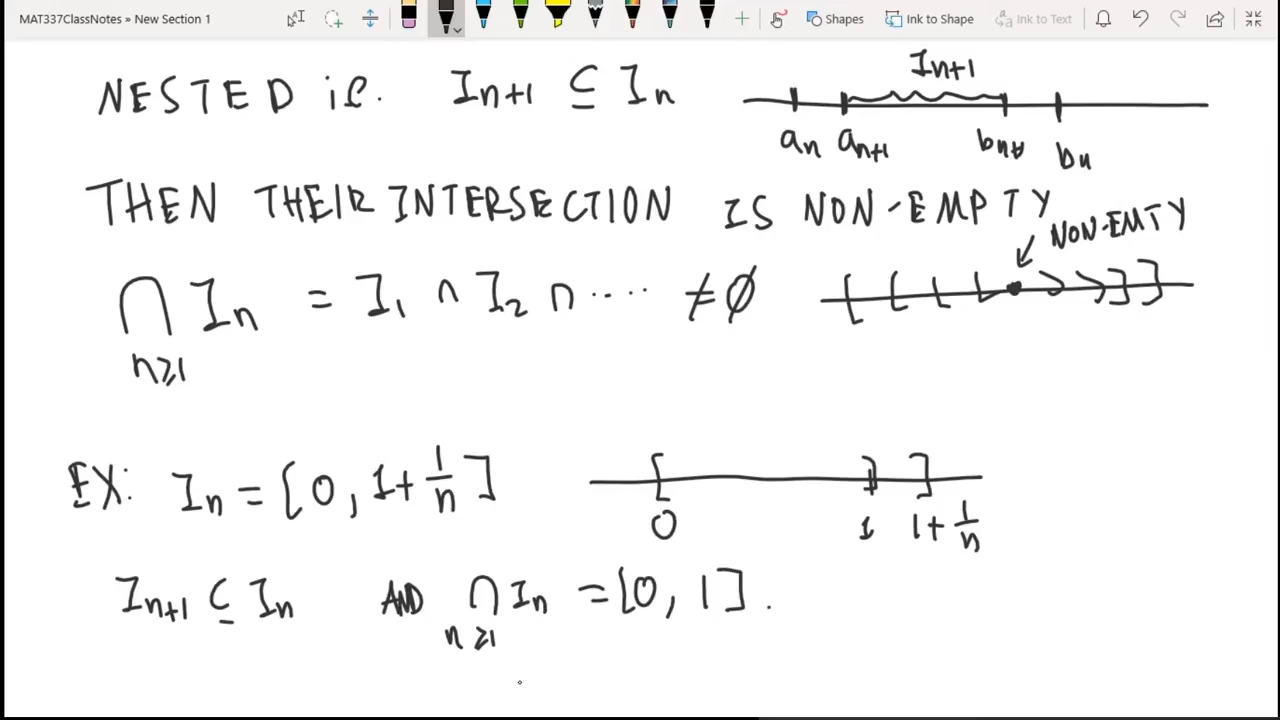 MAT337ClassNotes » New Section 1
Shapes Ink to Shape Ink to Text
NESTED ie. Iₙ₊₁ ⊆ Iₙ
Iₙ₊₁
aₙ aₙ₊₁ bₙ₊₁ bₙ
THEN THEIR INTERSECTION IS NON-EMPTY
NON-EMTY
⋂ Iₙ = I₁ ∩ I₂ ∩ ···· ≠ ∅
n≥1
EX: Iₙ = [0, 1+1/n]
0 1 1+1/n
Iₙ₊₁ ⊆ Iₙ AND ∩ Iₙ = [0, 1].
n≥1